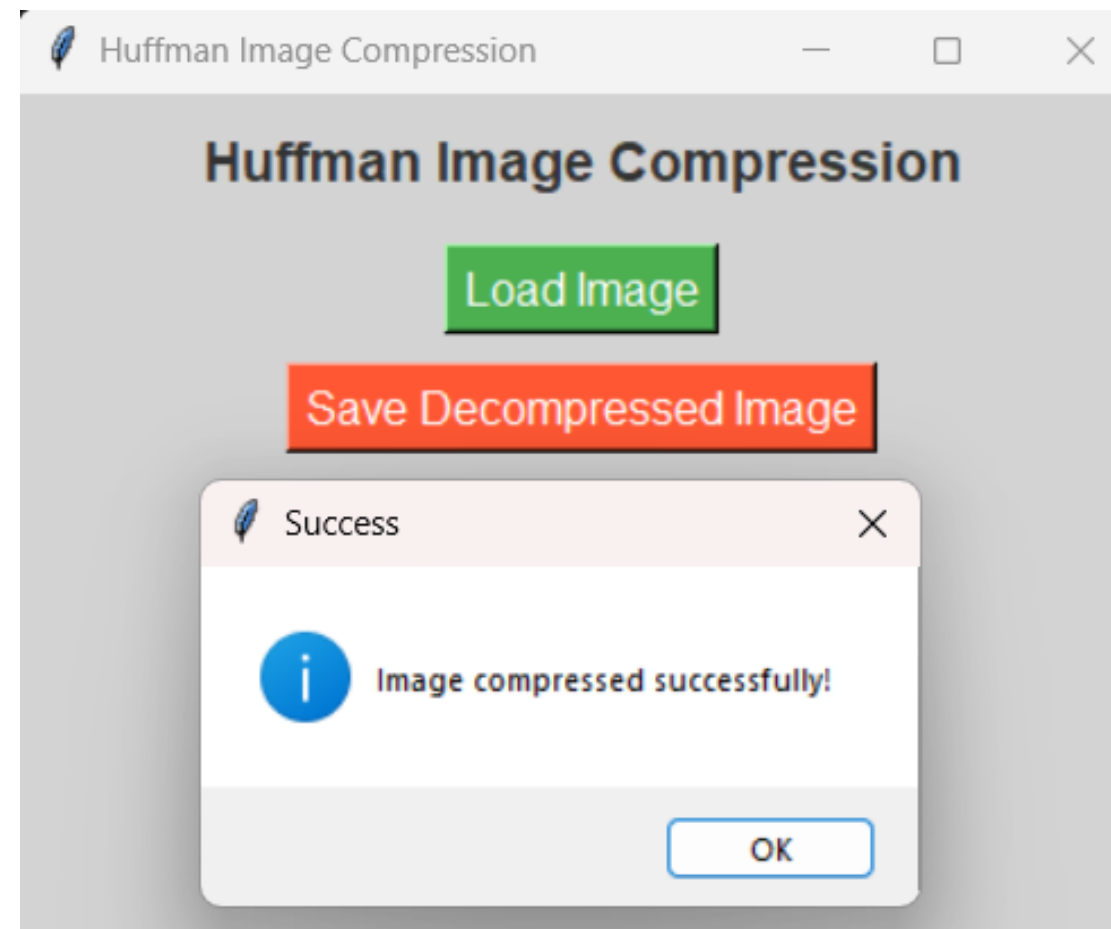 Huffman Image Compression
Huffman Image Compression
Load Image
Save Decompressed Image
Success
Image compressed successfully!
OK